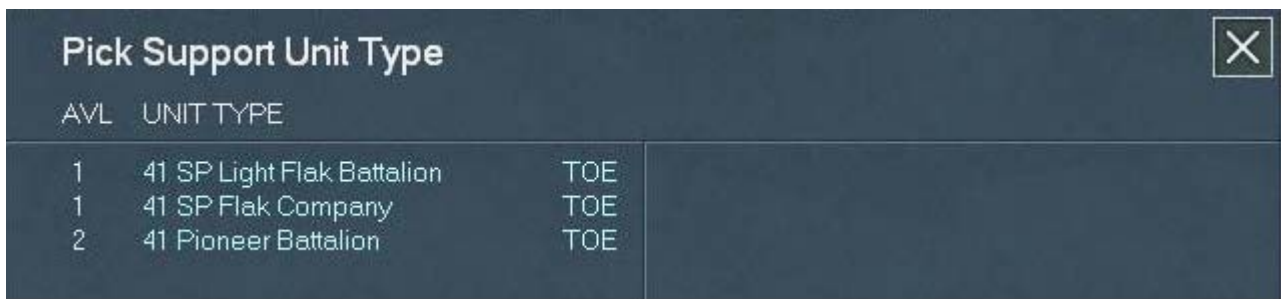 Pick Support Unit Type
AVL UNIT TYPE
1 41 SP Light Flak Battalion TOE
1 41 SP Flak Company TOE
2 41 Pioneer Battalion TOE